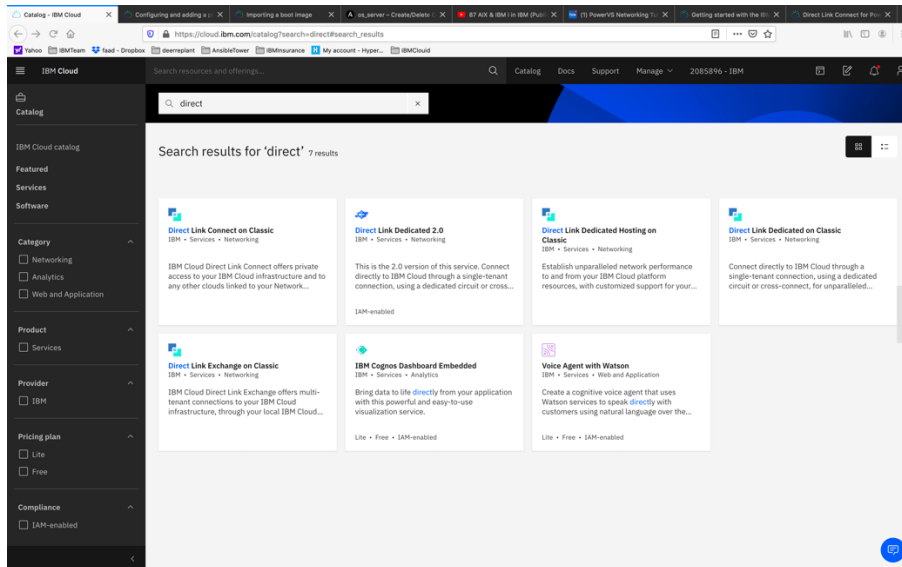 Catalog - IBM Cloud
Configuring and adding a p
Importing a boot image
os_server – Create/Delete
67 AIX & IBM i in IBM (Publi
(1) PowerVS Networking Tu
Getting started with the IBM
Direct Link Connect for Pow
https://cloud.ibm.com/catalog?search=direct#search_results
Yahoo IBMTeam faad - Dropbox deerreplant AnsibleTower IBMInsurance My account - Hyper... IBMClouid
IBM Cloud
Search resources and offerings...
Catalog Docs Support Manage 2085896 - IBM
Catalog
direct
IBM Cloud catalog
Featured
Services
Software
Category
Networking
Analytics
Web and Application
Product
Services
Provider
IBM
Pricing plan
Lite
Free
Compliance
IAM-enabled
Search results for ‘direct’ 7 results
Direct Link Connect on Classic
IBM • Services • Networking
IBM Cloud Direct Link Connect offers private
access to your IBM Cloud infrastructure and to
any other clouds linked to your Network...
Direct Link Dedicated 2.0
IBM • Services • Networking
This is the 2.0 version of this service. Connect
directly to IBM Cloud through a single-tenant
connection, using a dedicated circuit or cross...
IAM-enabled
Direct Link Dedicated Hosting on
Classic
IBM • Services • Networking
Establish unparalleled network performance
to and from your IBM Cloud platform
resources, with customized support for your...
Direct Link Dedicated on Classic
IBM • Services • Networking
Connect directly to IBM Cloud through a
single-tenant connection, using a dedicated
circuit or cross-connect, for unparalleled...
Direct Link Exchange on Classic
IBM • Services • Networking
IBM Cloud Direct Link Exchange offers multi-
tenant connections to your IBM Cloud
infrastructure, through your local IBM Cloud...
IBM Cognos Dashboard Embedded
IBM • Services • Analytics
Bring data to life directly from your application
with this powerful and easy-to-use
visualization service.
Lite • Free • IAM-enabled
Voice Agent with Watson
IBM • Services • Web and Application
Create a cognitive voice agent that uses
Watson services to speak directly with
customers using natural language over the...
Lite • Free • IAM-enabled